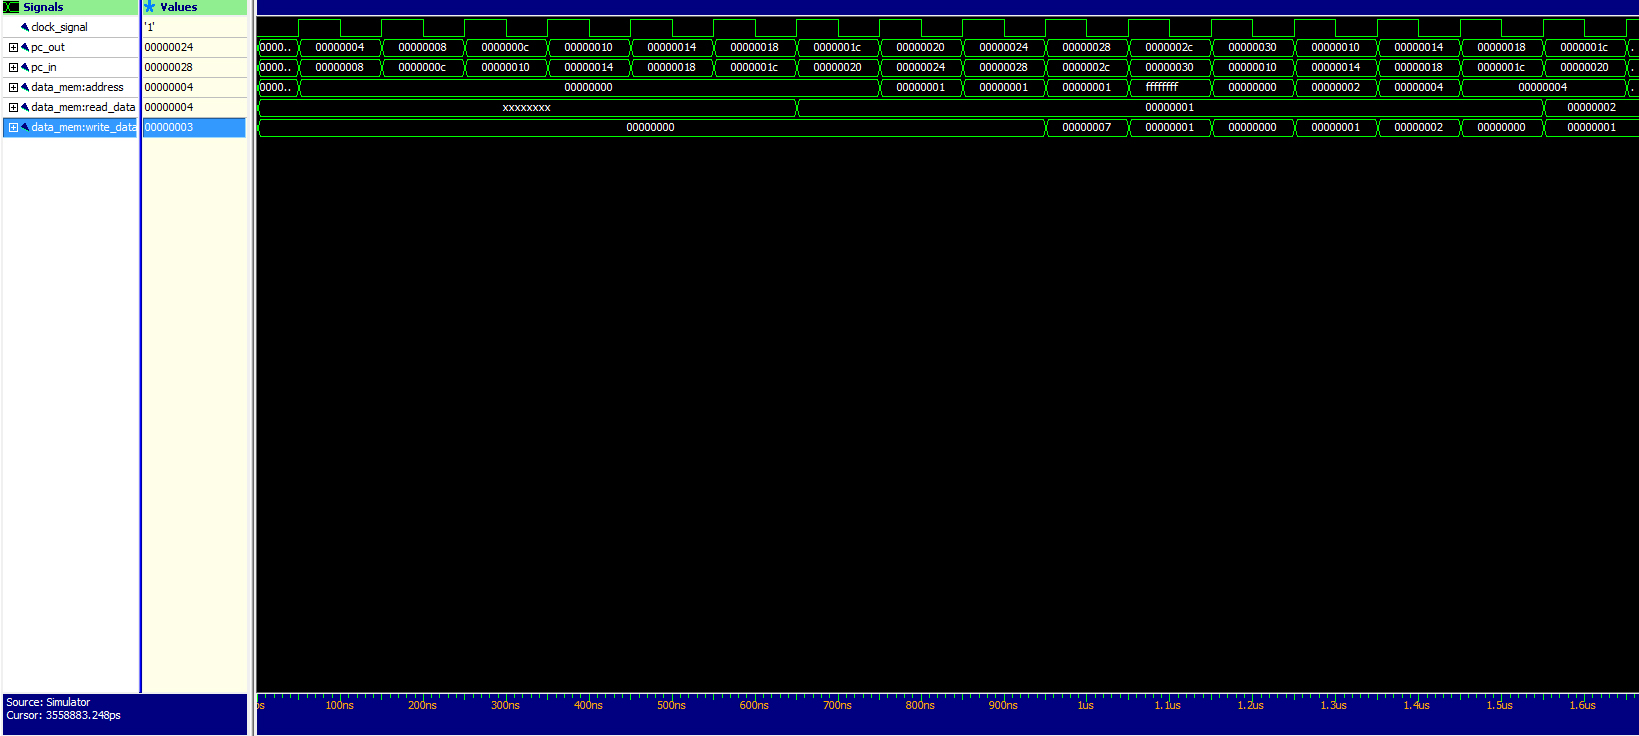 Signals Values
clock_signal '1'
pc_out 00000024 0000.. 00000004 00000008 0000000c 00000010 00000014 00000018 0000001c 00000020 00000024 00000028 0000002c 00000030 00000010 00000014 00000018 0000001c .
pc_in 00000028 0000.. 00000008 0000000c 00000010 00000014 00000018 0000001c 00000020 00000024 00000028 0000002c 00000030 00000010 00000014 00000018 0000001c 00000020 .
data_mem:address 00000004 0000.. 00000000 00000001 00000001 00000001 ffffffff 00000000 00000002 00000004 00000004 .
data_mem:read_data 00000004 xxxxxxxx 00000001 00000002
data_mem:write_data 00000003 00000000 00000007 00000001 00000000 00000001 00000002 00000000 00000001
Source: Simulator
Cursor: 3558883.248ps
ps 100ns 200ns 300ns 400ns 500ns 600ns 700ns 800ns 900ns 1us 1.1us 1.2us 1.3us 1.4us 1.5us 1.6us